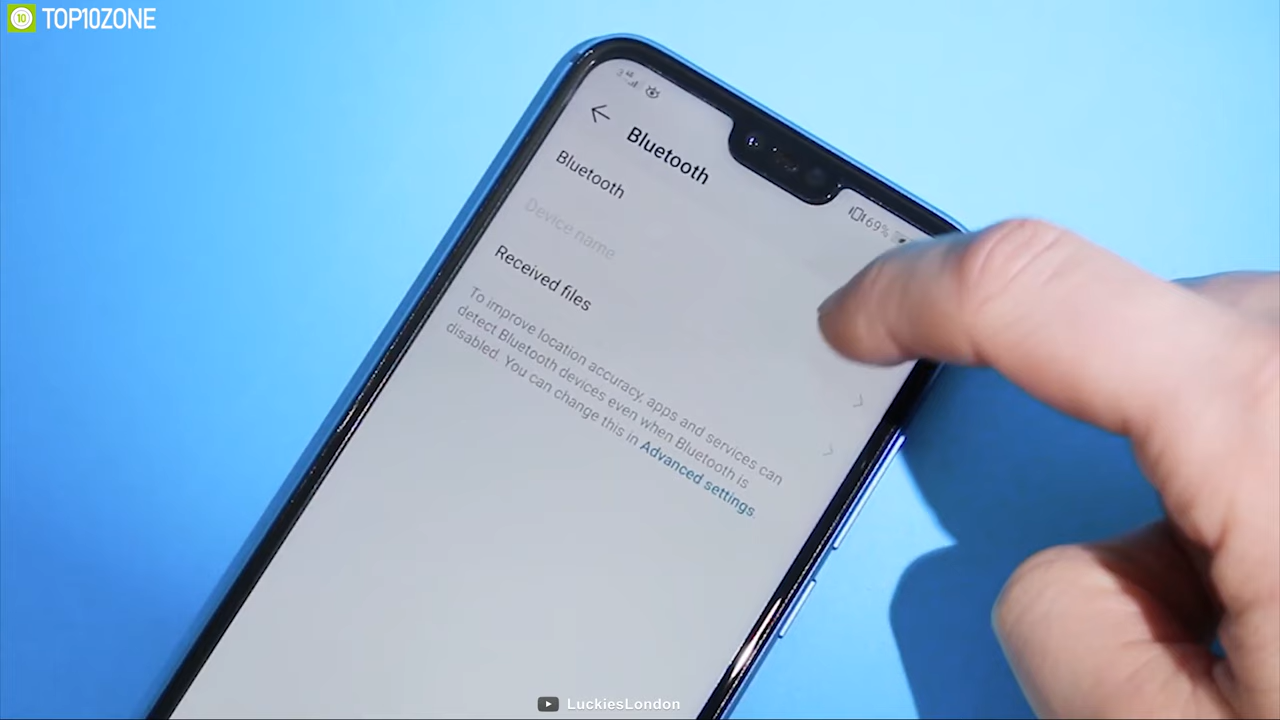 10 TOP10ZONE
69%
Bluetooth
Bluetooth
Device name
Received files
To improve location accuracy, apps and services can
detect Bluetooth devices even when Bluetooth is
disabled. You can change this in Advanced settings.
LuckiesLondon